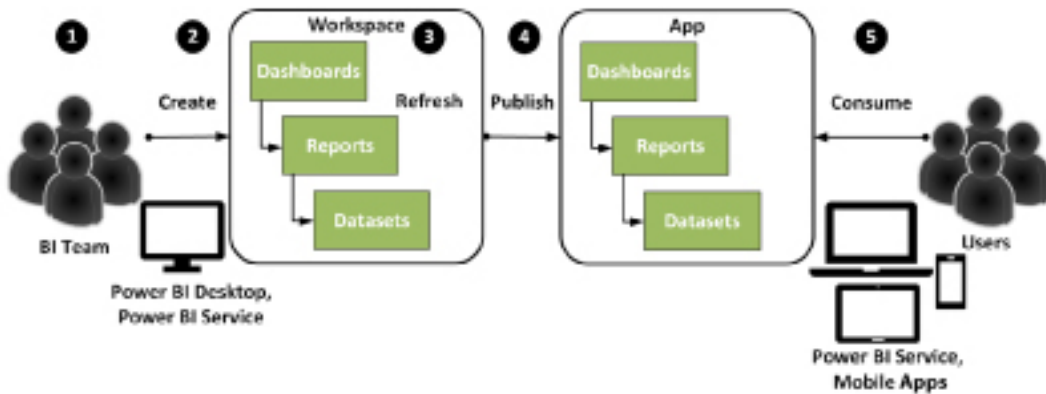 1
2
Workspace
3
4
App
5
Dashboards
Dashboards
Create
Refresh
Publish
Consume
Reports
Reports
Datasets
Datasets
BI Team
Users
Power BI Desktop,
Power BI Service
Power BI Service,
Mobile Apps